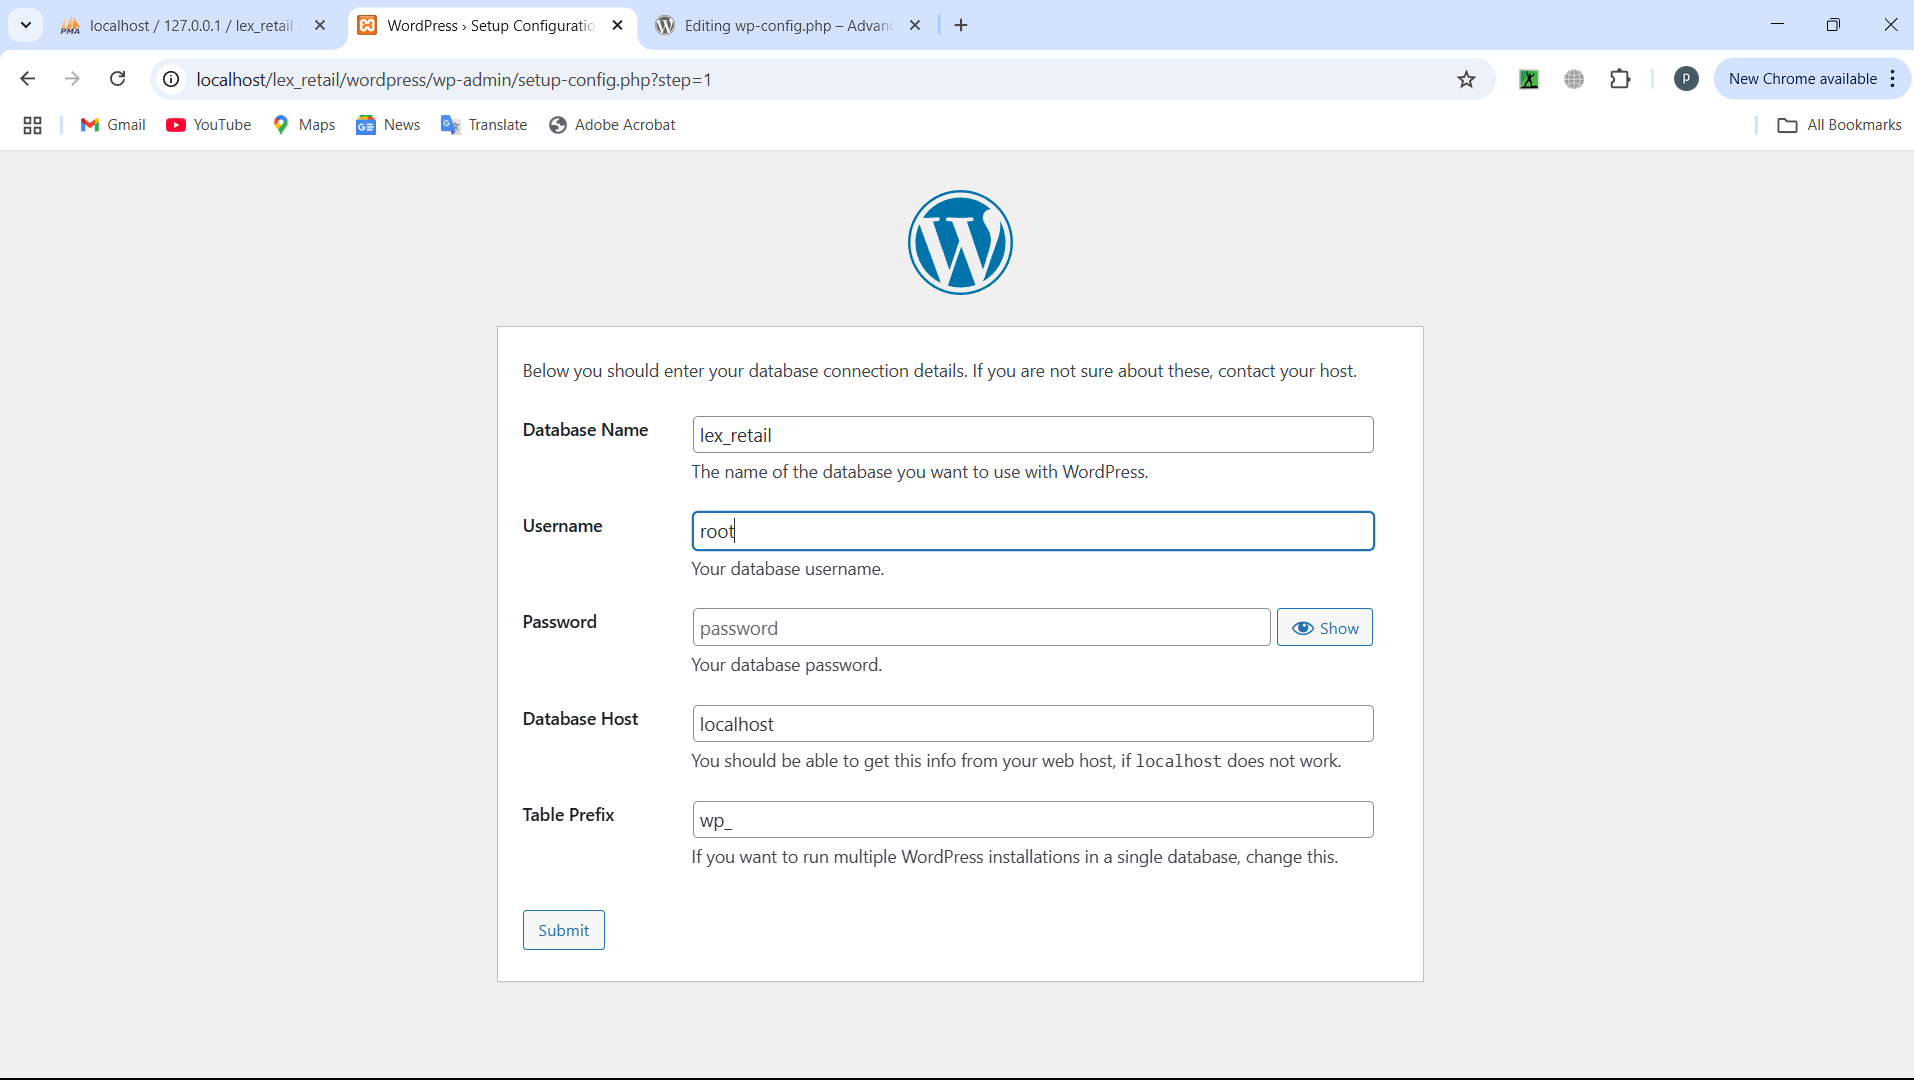 localhost / 127.0.0.1 / lex_retail
WordPress › Setup Configuratio
Editing wp-config.php – Advan
localhost/lex_retail/wordpress/wp-admin/setup-config.php?step=1
P
New Chrome available
Gmail
YouTube
Maps
News
Translate
Adobe Acrobat
All Bookmarks
Below you should enter your database connection details. If you are not sure about these, contact your host.
Database Name
lex_retail
The name of the database you want to use with WordPress.
Username
root
Your database username.
Password
password
Show
Your database password.
Database Host
localhost
You should be able to get this info from your web host, if localhost does not work.
Table Prefix
wp_
If you want to run multiple WordPress installations in a single database, change this.
Submit